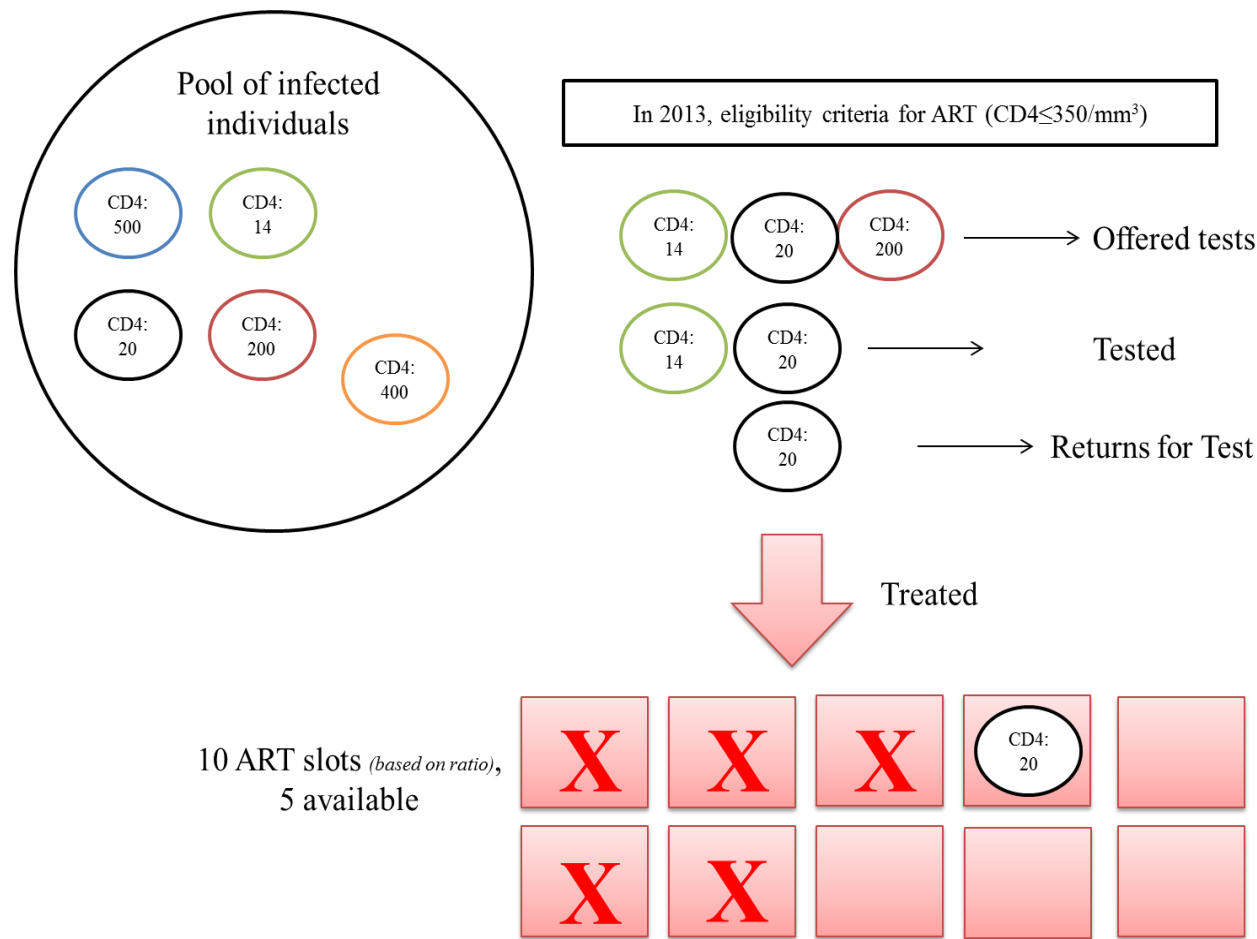 Pool of infected
individuals
CD4:
500
CD4:
14
CD4:
20
CD4:
200
CD4:
400
In 2013, eligibility criteria for ART (CD4≤350/mm³)
CD4:
14
CD4:
20
CD4:
200
Offered tests
CD4:
14
CD4:
20
Tested
CD4:
20
Returns for Test
Treated
10 ART slots (based on ratio),
5 available
X
X
X
CD4:
20
X
X